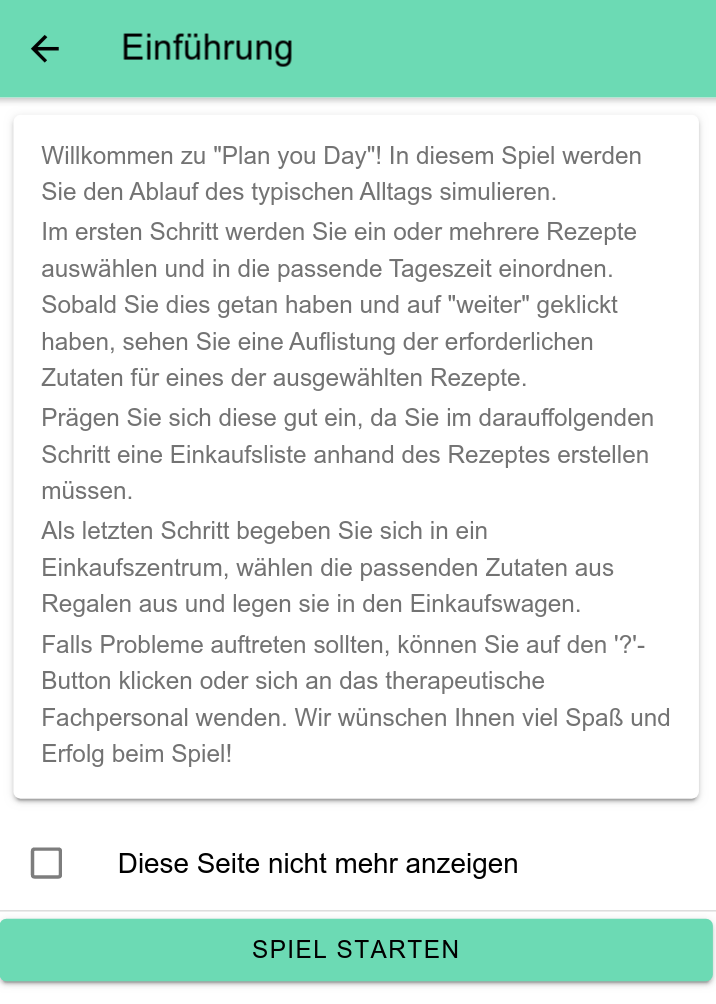 Einführung
Willkommen zu "Plan you Day"! In diesem Spiel werden
Sie den Ablauf des typischen Alltags simulieren.
Im ersten Schritt werden Sie ein oder mehrere Rezepte
auswählen und in die passende Tageszeit einordnen.
Sobald Sie dies getan haben und auf "weiter" geklickt
haben, sehen Sie eine Auflistung der erforderlichen
Zutaten für eines der ausgewählten Rezepte.
Prägen Sie sich diese gut ein, da Sie im darauffolgenden
Schritt eine Einkaufsliste anhand des Rezeptes erstellen
müssen.
Als letzten Schritt begeben Sie sich in ein
Einkaufszentrum, wählen die passenden Zutaten aus
Regalen aus und legen sie in den Einkaufswagen.
Falls Probleme auftreten sollten, können Sie auf den '?'-
Button klicken oder sich an das therapeutische
Fachpersonal wenden. Wir wünschen Ihnen viel Spaß und
Erfolg beim Spiel!
Diese Seite nicht mehr anzeigen
SPIEL STARTEN